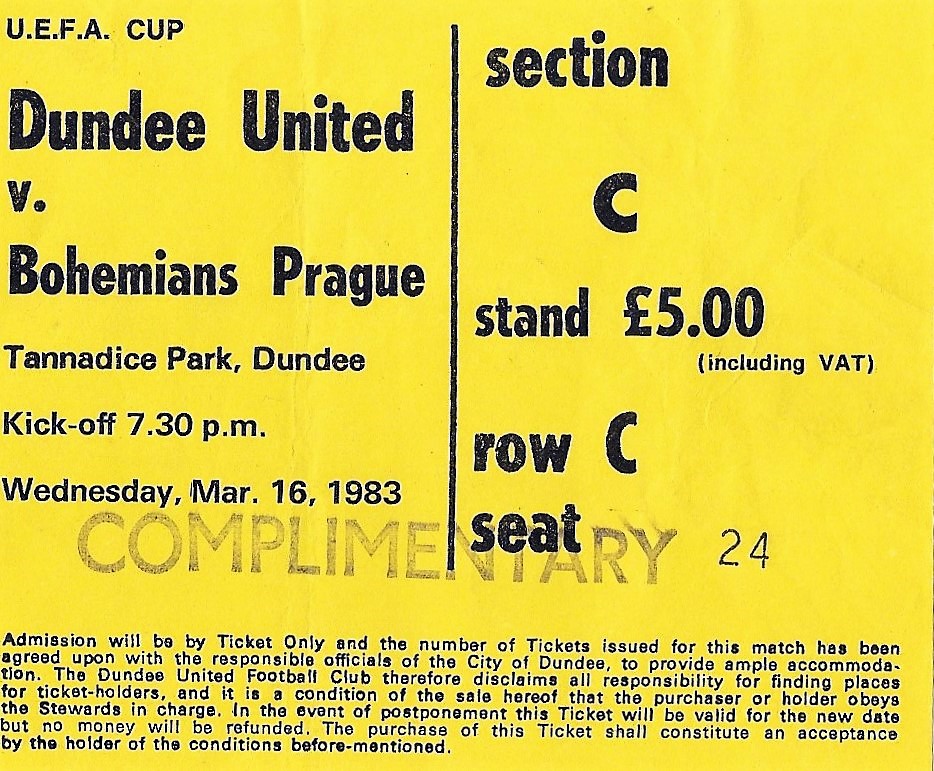 U.E.F.A. CUP
Dundee United
v.
Bohemians Prague
Tannadice Park, Dundee
Kick-off 7.30 p.m.
Wednesday, Mar. 16, 1983
section
C
stand £5.00
(including VAT)
row C
seat 24
COMPLIMENTARY
Admission will be by Ticket Only and the number of Tickets issued for this match has been
agreed upon with the responsible officials of the City of Dundee, to provide ample accommoda-
tion. The Dundee United Football Club therefore disclaims all responsibility for finding places
for ticket-holders, and it is a condition of the sale hereof that the purchaser or holder obeys
the Stewards in charge. In the event of postponement this Ticket will be valid for the new date
but no money will be refunded. The purchase of this Ticket shall constitute an acceptance
by the holder of the conditions before-mentioned.